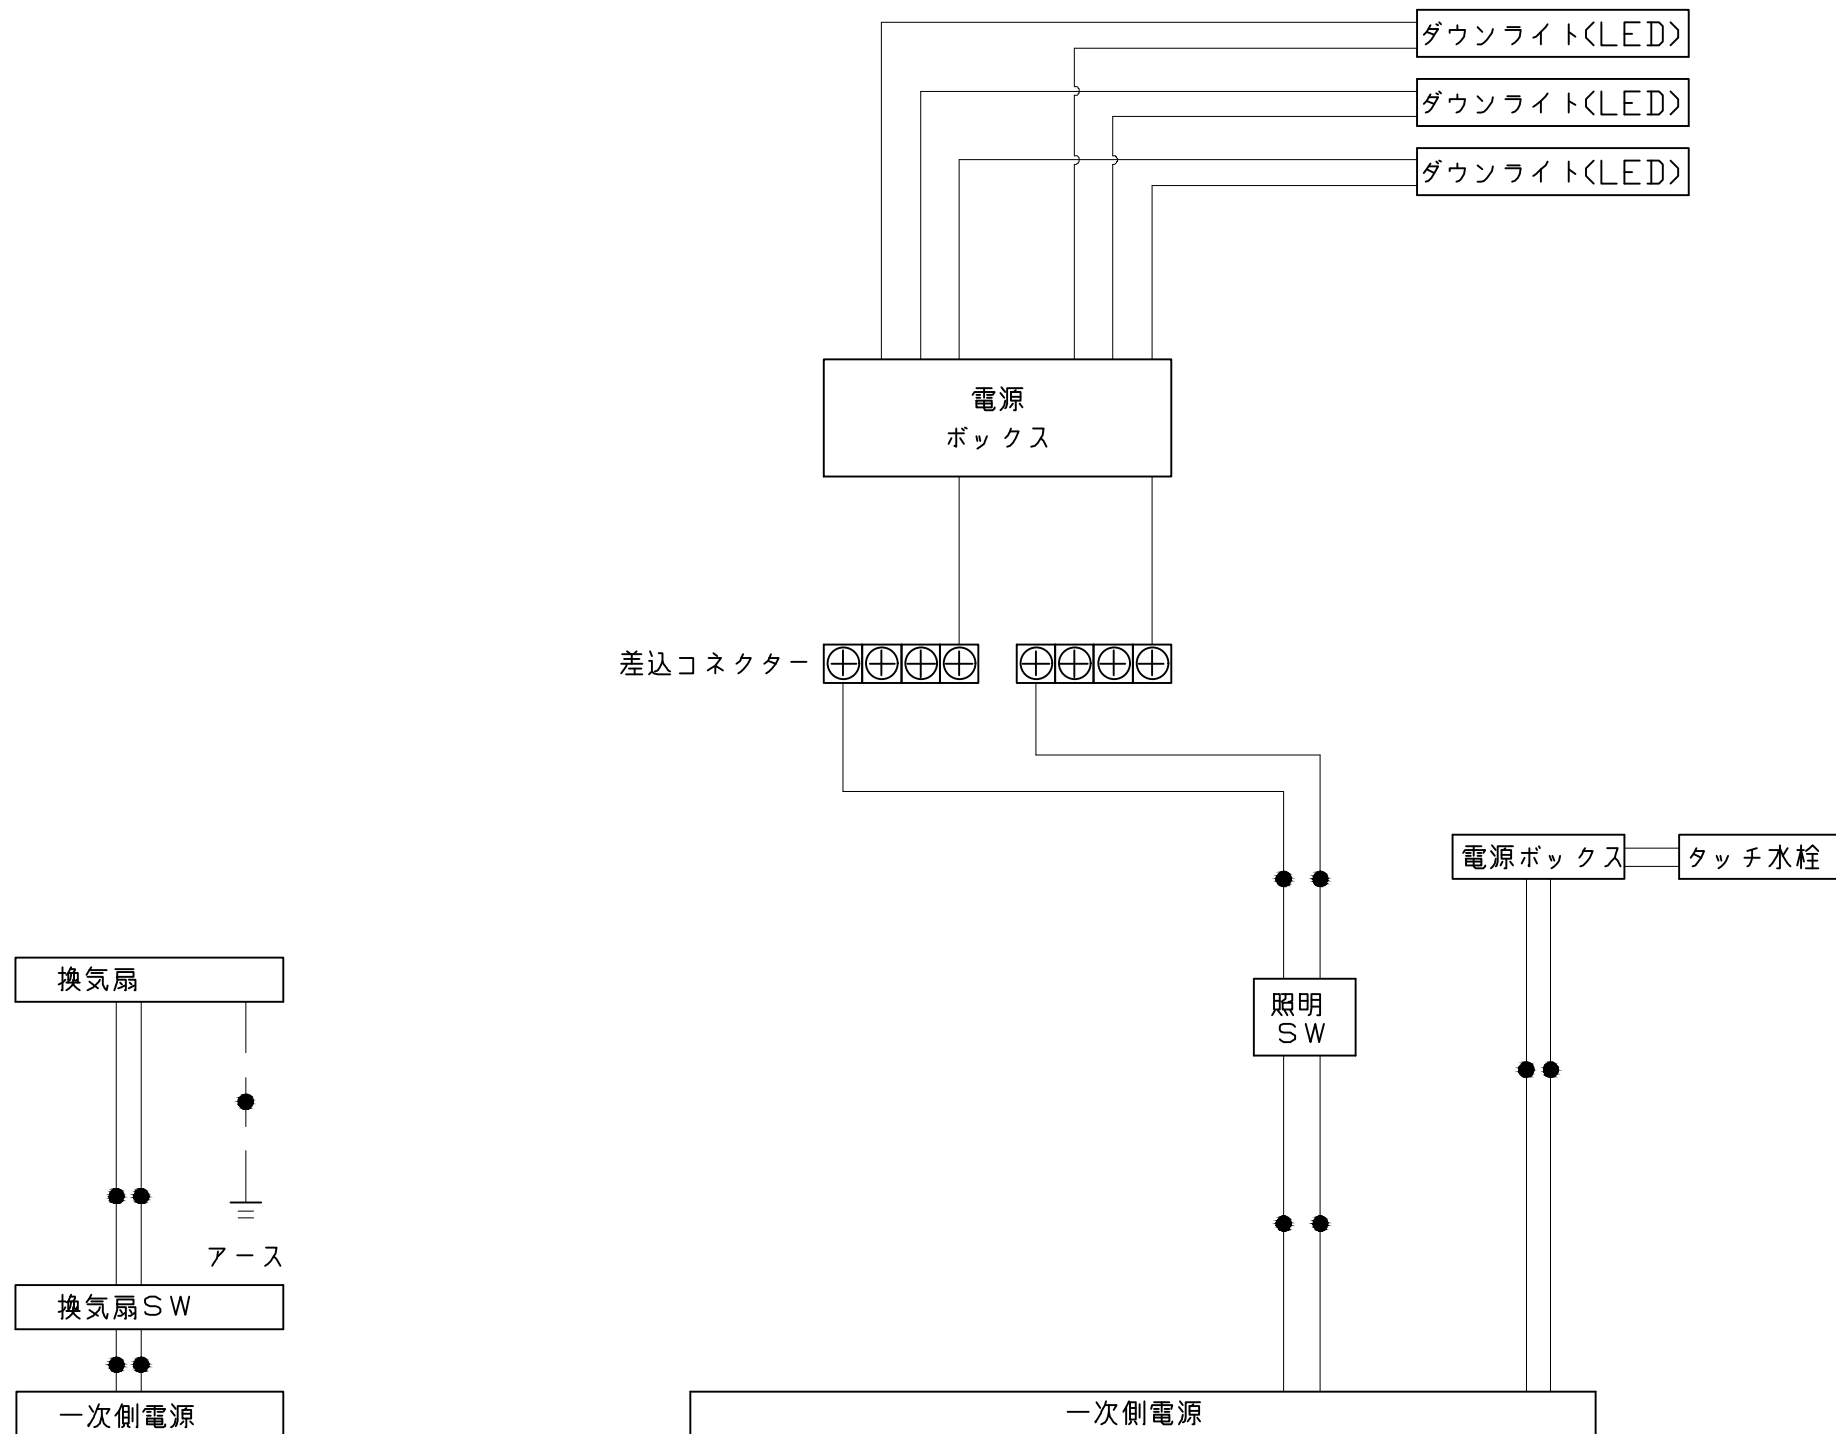 ダウンライト(LED)
ダウンライト(LED)
ダウンライト(LED)
電源
ボックス
差込コネクター
電源ボックス
タッチ水栓
換気扇
照明
SW
アース
換気扇SW
一次側電源
一次側電源